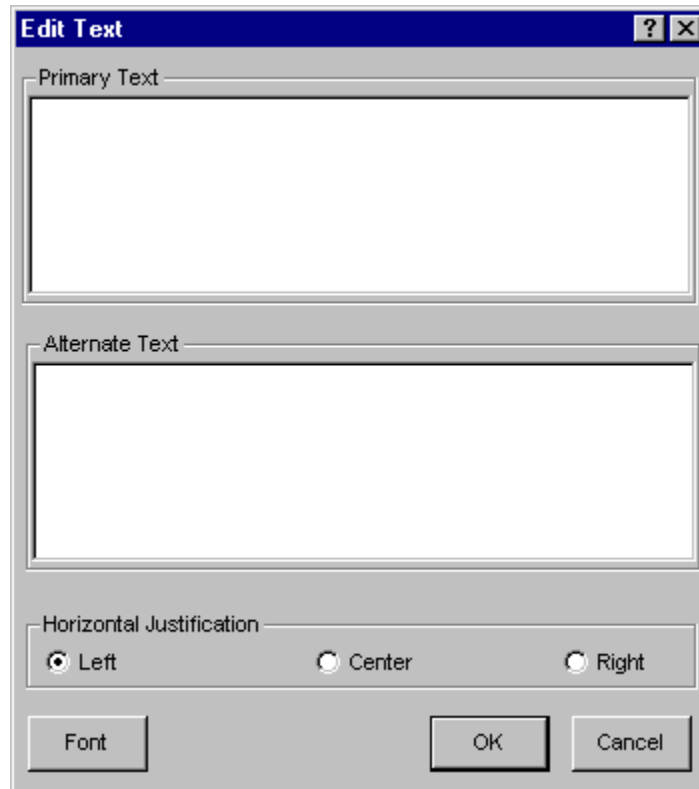 Edit Text
Primary Text
Alternate Text
Horizontal Justification
Left Center Right
Font OK Cancel